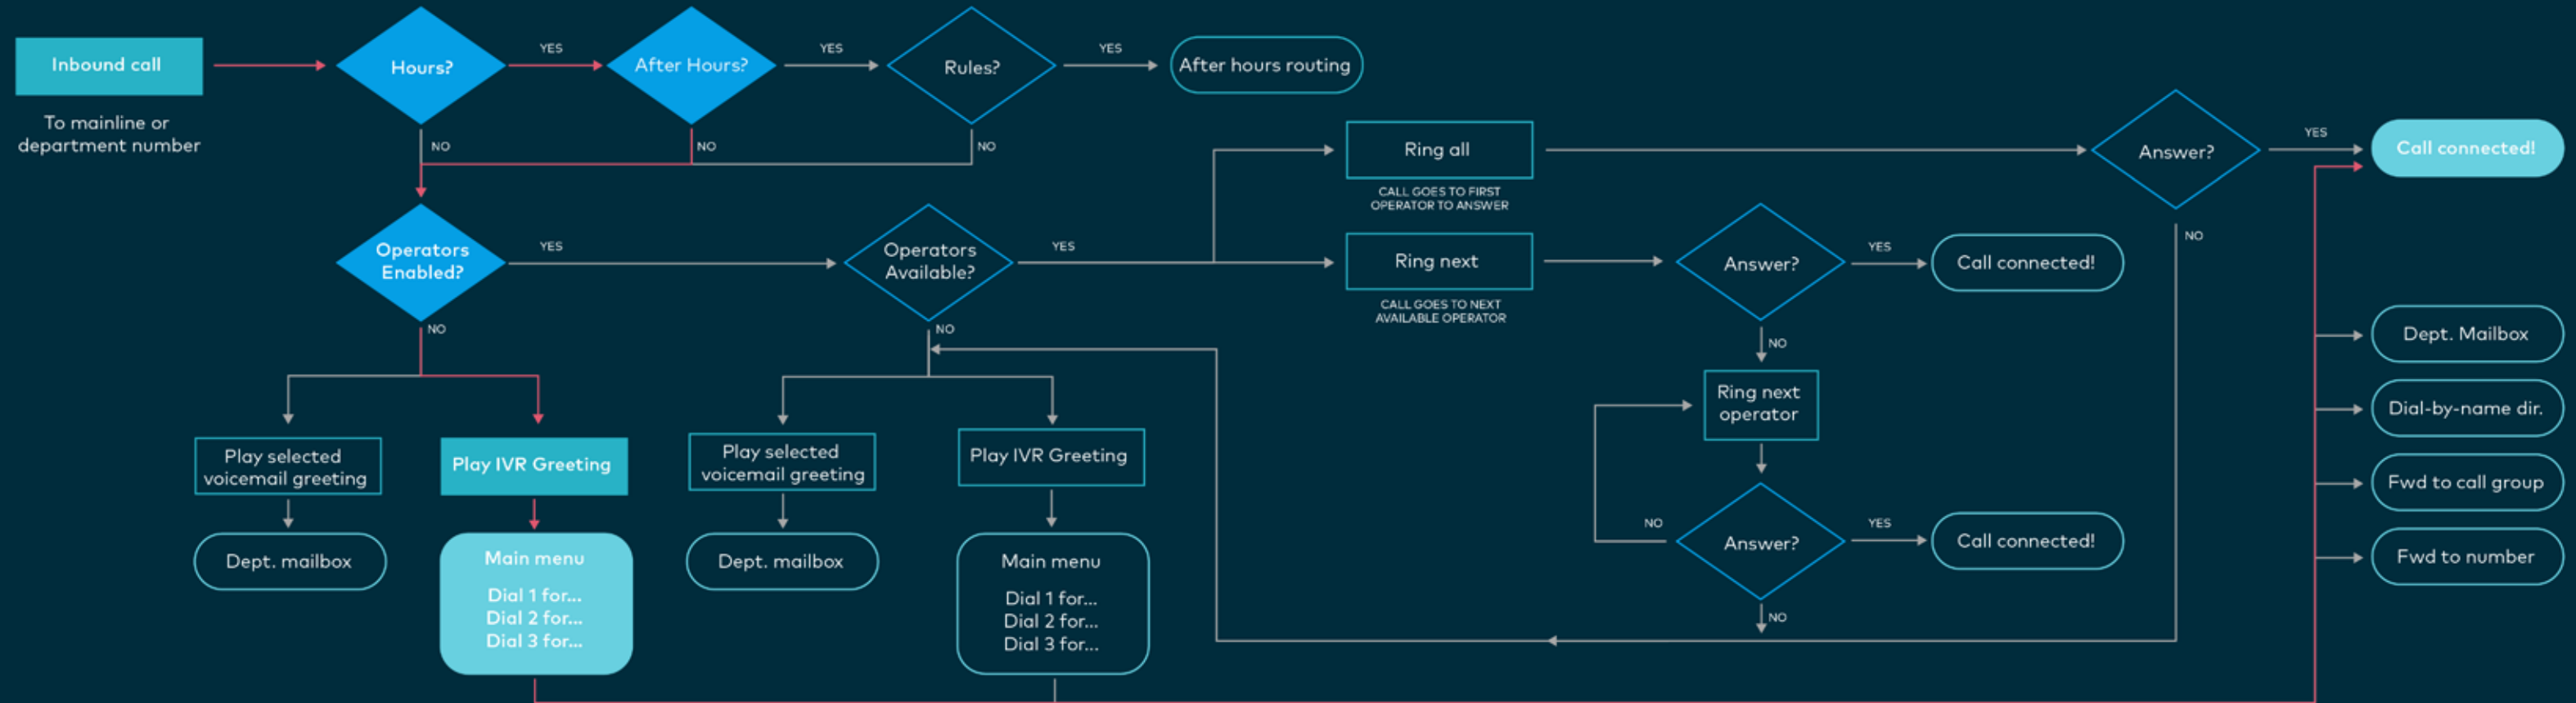 Inbound call
To mainline or
department number
Hours?
YES
NO
After Hours?
YES
NO
Rules?
YES
NO
After hours routing
Operators
Enabled?
YES
NO
Operators
Available?
YES
NO
Ring all
CALL GOES TO FIRST
OPERATOR TO ANSWER
Answer?
YES
NO
Call connected!
Ring next
CALL GOES TO NEXT
AVAILABLE OPERATOR
Answer?
YES
NO
Call connected!
Ring next
operator
Answer?
YES
NO
NO
Call connected!
Play selected
voicemail greeting
Dept. mailbox
Play IVR Greeting
Main menu
Dial 1 for...
Dial 2 for...
Dial 3 for...
Play selected
voicemail greeting
Dept. mailbox
Play IVR Greeting
Main menu
Dial 1 for...
Dial 2 for...
Dial 3 for...
Dept. Mailbox
Dial-by-name dir.
Fwd to call group
Fwd to number